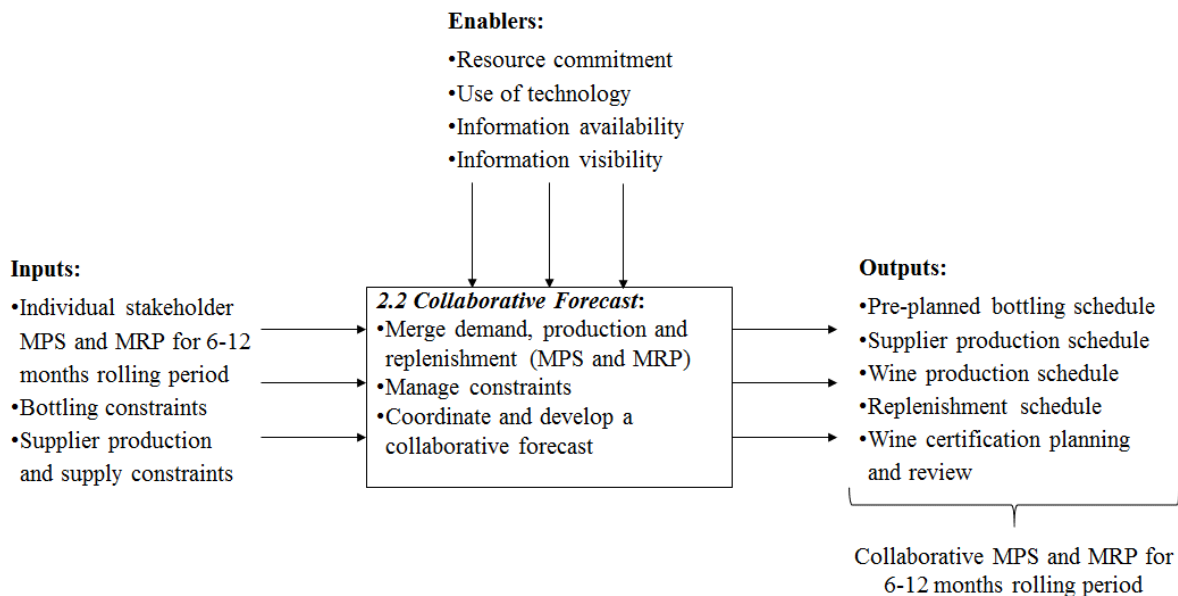 Enablers:
•Resource commitment
•Use of technology
•Information availability
•Information visibility
Inputs:
•Individual stakeholder
MPS and MRP for 6-12
months rolling period
•Bottling constraints
•Supplier production
and supply constraints
2.2 Collaborative Forecast:
•Merge demand, production and
replenishment (MPS and MRP)
•Manage constraints
•Coordinate and develop a
collaborative forecast
Outputs:
•Pre-planned bottling schedule
•Supplier production schedule
•Wine production schedule
•Replenishment schedule
•Wine certification planning
and review
Collaborative MPS and MRP for
6-12 months rolling period